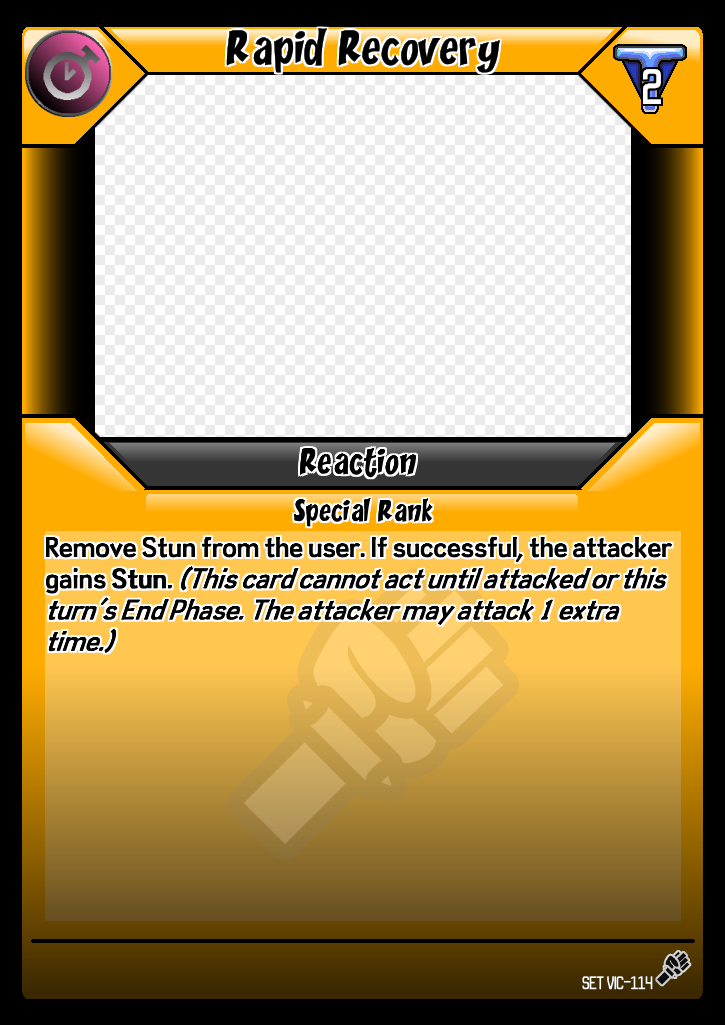 Rapid Recovery
2
Reaction
Special Rank
Remove Stun from the user. If successful, the attacker
gains Stun. (This card cannot act until attacked or this
turn's End Phase. The attacker may attack 1 extra
time.)
SET VIC-114